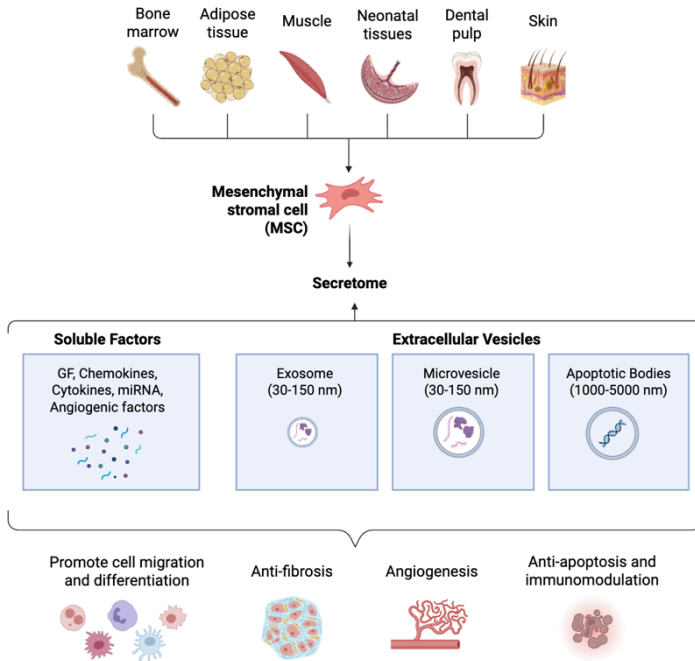 Bone
marrow
Adipose
tissue
Muscle
Neonatal
tissues
Dental
pulp
Skin
Mesenchymal
stromal cell
(MSC)
Secretome
Soluble Factors
Extracellular Vesicles
GF, Chemokines,
Cytokines, miRNA,
Angiogenic factors
Exosome
(30-150 nm)
Microvesicle
(30-150 nm)
Apoptotic Bodies
(1000-5000 nm)
Promote cell migration
and differentiation
Anti-fibrosis
Angiogenesis
Anti-apoptosis and
immunomodulation